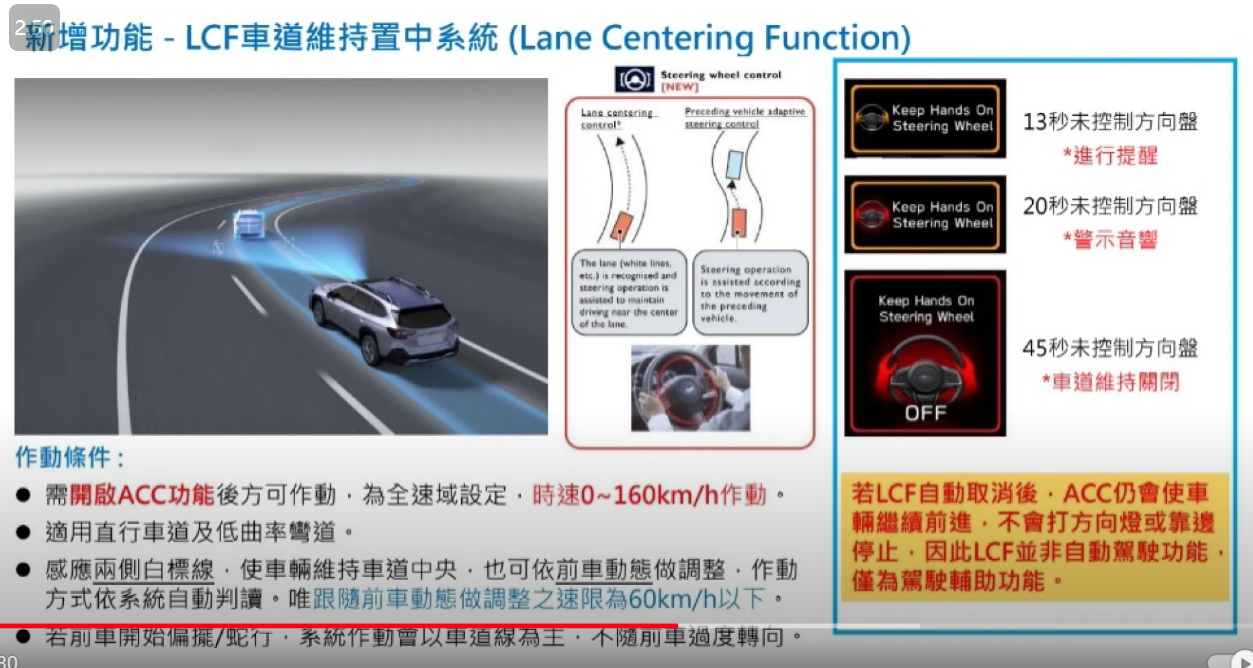 2:50
新增功能 - LCF車道維持置中系統 (Lane Centering Function)
Steering wheel control
[NEW]
Lane centering
control*
Preceding vehicle adaptive
steering control
The lane (white lines,
etc.) is recognized and
steering operation is
assisted to maintain
driving near the center
of the lane.
Steering operation
is assisted according
to the movement of
the preceding
vehicle.
Keep Hands On
Steering Wheel
13秒未控制方向盤
*進行提醒
Keep Hands On
Steering Wheel
20秒未控制方向盤
*警示音響
Keep Hands On
Steering Wheel
OFF
45秒未控制方向盤
*車道維持關閉
作動條件：
● 需開啟ACC功能後方可作動，為全速域設定，時速0~160km/h作動。
● 適用直行車道及低曲率彎道。
● 感應兩側白標線，使車輛維持車道中央，也可依前車動態做調整，作動
方式依系統自動判讀。唯跟隨前車動態做調整之速限為60km/h以下。
● 若前車開始偏擺/蛇行，系統作動會以車道線為主，不隨前車過度轉向。
若LCF自動取消後，ACC仍會使車
輛繼續前進，不會打方向燈或靠邊
停止，因此LCF並非自動駕駛功能，
僅為駕駛輔助功能。